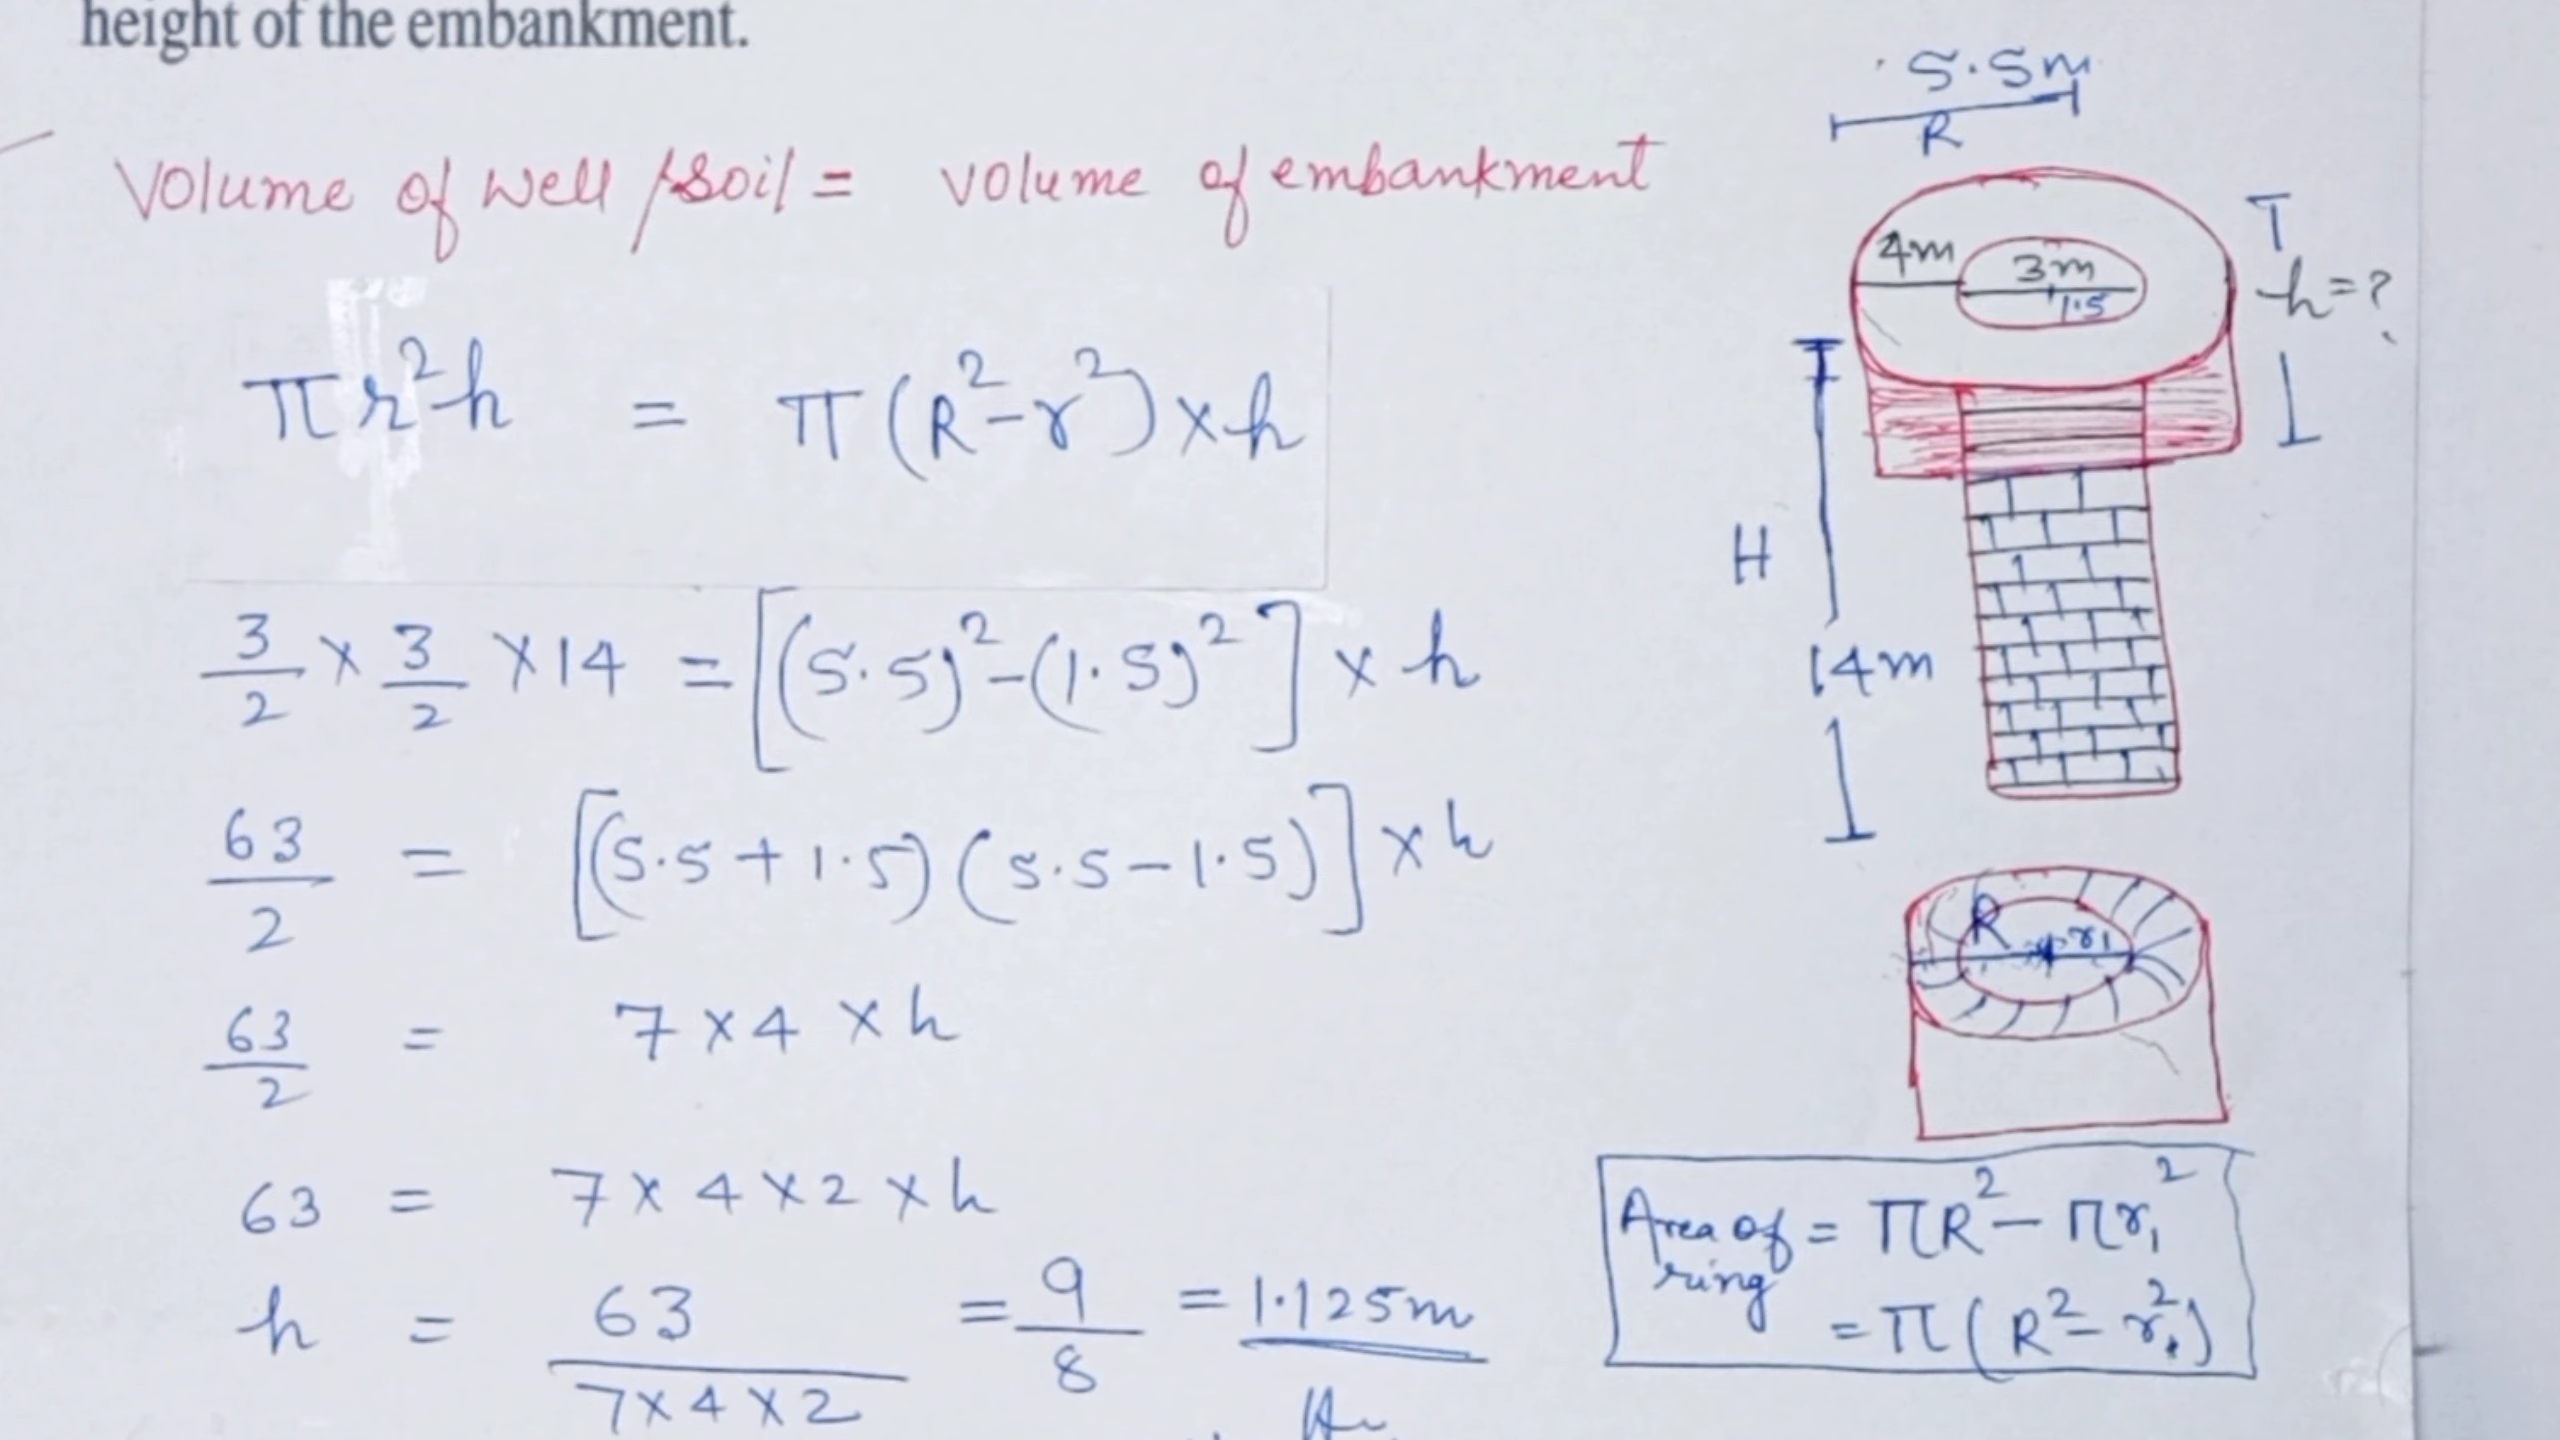 height of the embankment.
Volume of well /soil = volume of embankment
πr²h = π(R²-r²)×h
3/2 × 3/2 ×14 = [(5.5)²-(1.5)²] × h
63/2 = [(5.5+1.5)(5.5-1.5)]×h
63/2 = 7×4×h
63 = 7×4×2×h
h = 63/7×4×2 = 9/8 = 1.125m
5.5m
R
4m
3m
1.5
h=?
H
14m
R
r₁
Area of ring = πR²-πr₁²
=π(R²-r₁²)